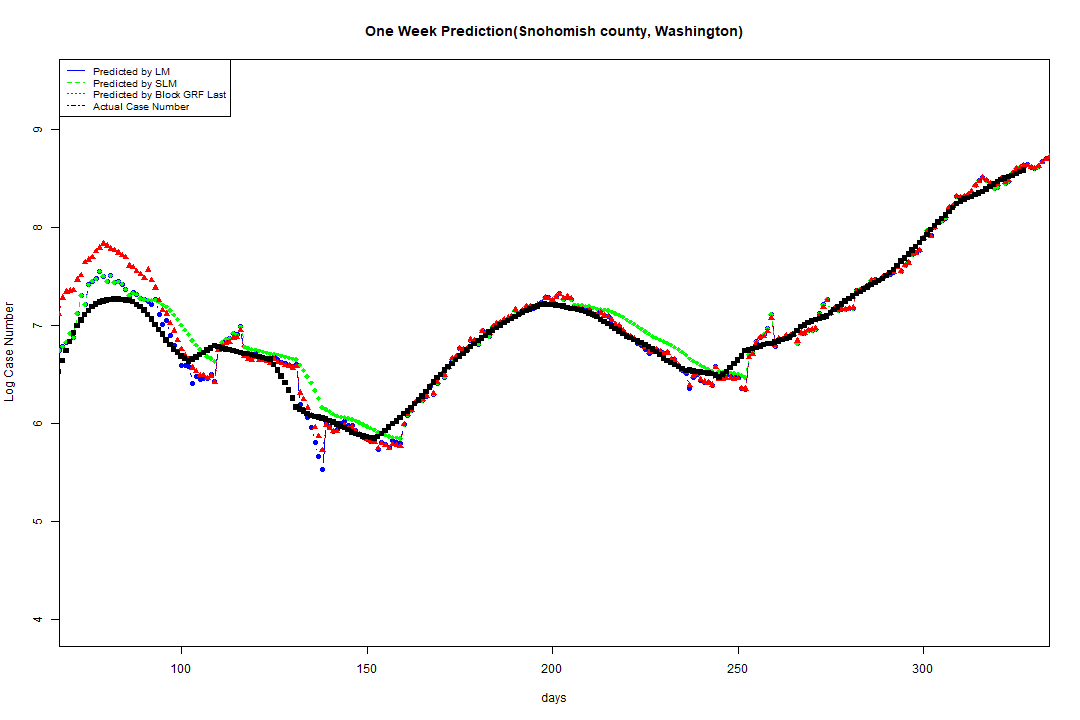 One Week Prediction(Snohomish county, Washington)
Predicted by LM
Predicted by SLM
Predicted by Block GRF Last
Actual Case Number
Log Case Number
9
8
7
6
5
4
100 150 200 250 300
days